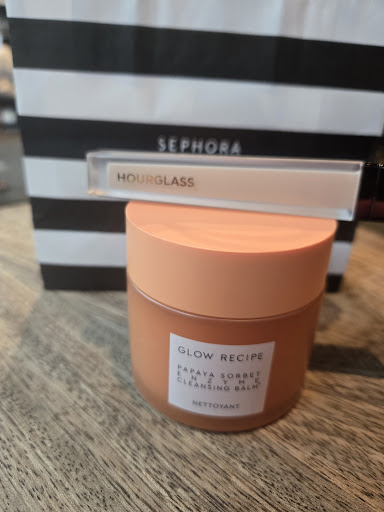 SEPHORA
HOURGLASS
GLOW RECIPE
PAPAYA SORBET
ENZYME
CLEANSING BALM
NETTOYANT